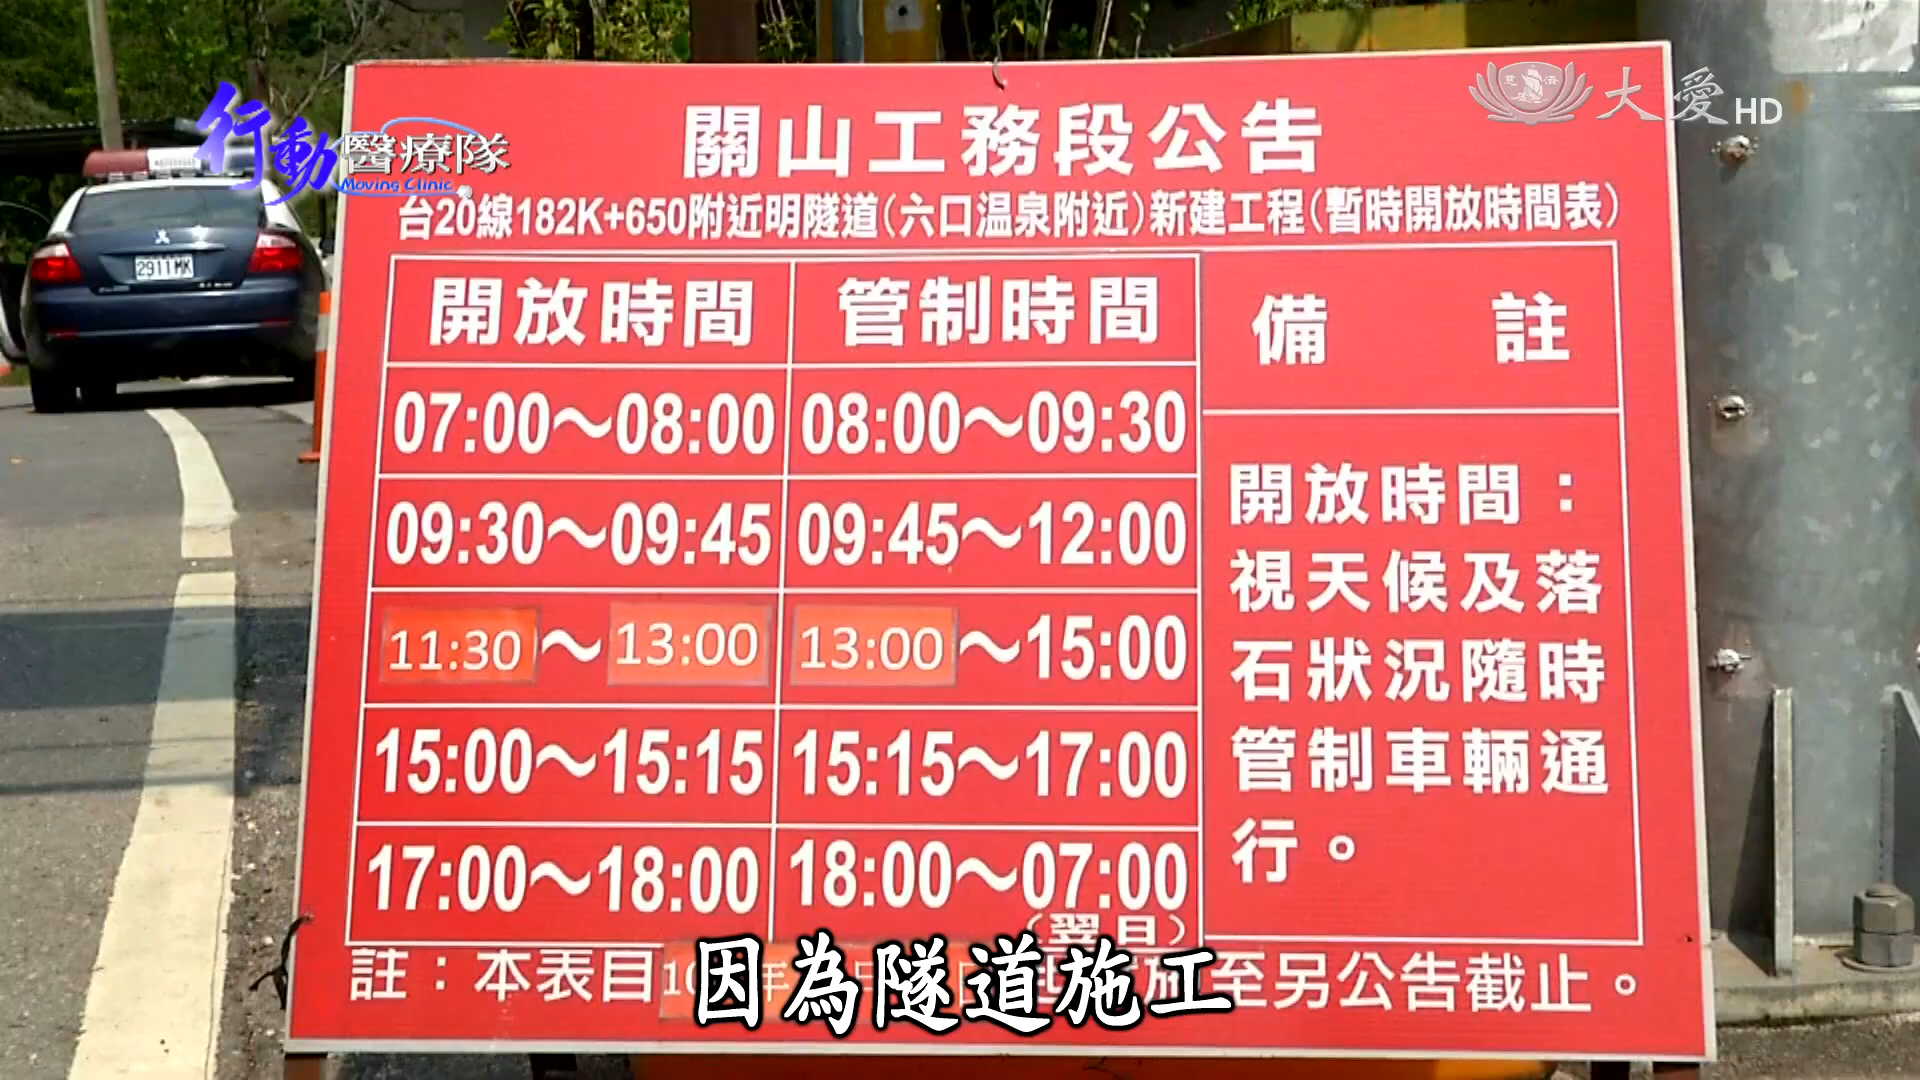 大愛HD
慈濟
行動醫療隊
Moving Clinic
2911MK
關山工務段公告
台20線182K+650附近明隧道(六口温泉附近)新建工程(暫時開放時間表)
開放時間 管制時間 備註
07:00～08:00 08:00～09:30
09:30～09:45 09:45～12:00
11:30～13:00 13:00～15:00
15:00～15:15 15:15～17:00
17:00～18:00 18:00～07:00
(翌日)
開放時間：
視天候及落
石狀況隨時
管制車輛通
行。
註：本表自10 年 至另公告截止。
因為隧道施工